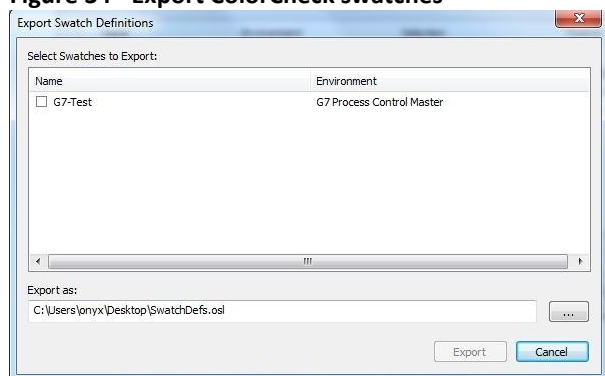 Figure 34 - Export ColorCheck swatches
Export Swatch Definitions
Select Swatches to Export:
Name Environment
G7-Test G7 Process Control Master
Export as:
C:\Users\onyx\Desktop\SwatchDefs.osl
...
Export Cancel